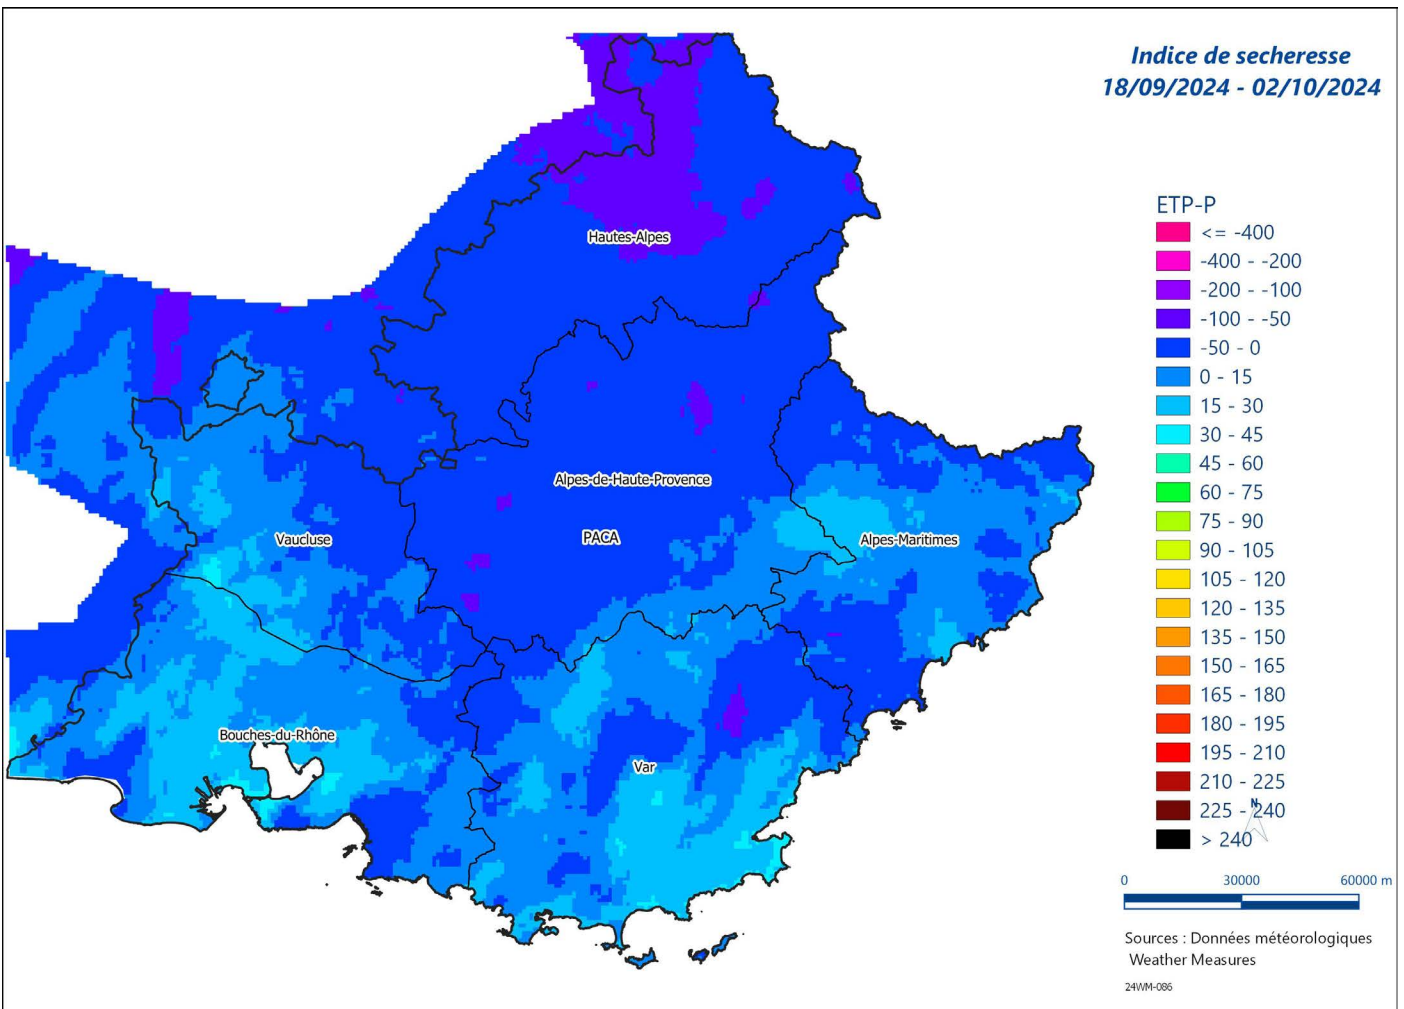 Indice de secheresse
18/09/2024 - 02/10/2024
ETP-P
<= -400
-400 - -200
-200 - -100
-100 - -50
-50 - 0
0 - 15
15 - 30
30 - 45
45 - 60
60 - 75
75 - 90
90 - 105
105 - 120
120 - 135
135 - 150
150 - 165
165 - 180
180 - 195
195 - 210
210 - 225
225 - 240
> 240
N
0 30000 60000 m
Sources : Données météorologiques
Weather Measures
24WM-086
Hautes-Alpes
Alpes-de-Haute-Provence
PACA
Vaucluse
Alpes-Maritimes
Bouches-du-Rhône
Var